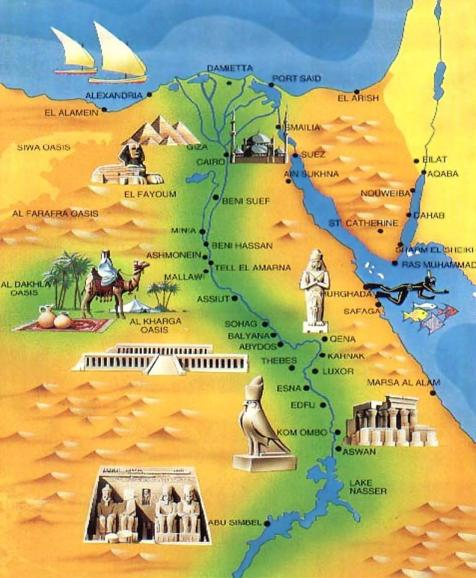 DAMIETTA
PORT SAID
ALEXANDRIA
EL ARISH
EL ALAMEIN
ISMAILIA
SIWA OASIS
GIZA
CAIRO
SUEZ
EILAT
AIN SUKHNA
AQABA
EL FAYOUM
NOUWEIBA
BENI SUEF
AL FARAFRA OASIS
DAHAB
ST. CATHERINE
MINIA
BENI HASSAN
SHARM EL SHEIKH
ASHMONEIN
RAS MUHAMMAD
TELL EL AMARNA
MALLAWI
AL DAKHLA
OASIS
HURGHADA
ASSIUT
SAFAGA
AL KHARGA
OASIS
SOHAG
BALYANA
QENA
ABYDOS
KARNAK
THEBES
LUXOR
MARSA AL ALAM
ESNA
EDFU
KOM OMBO
ASWAN
LAKE
NASSER
ABU SIMBEL